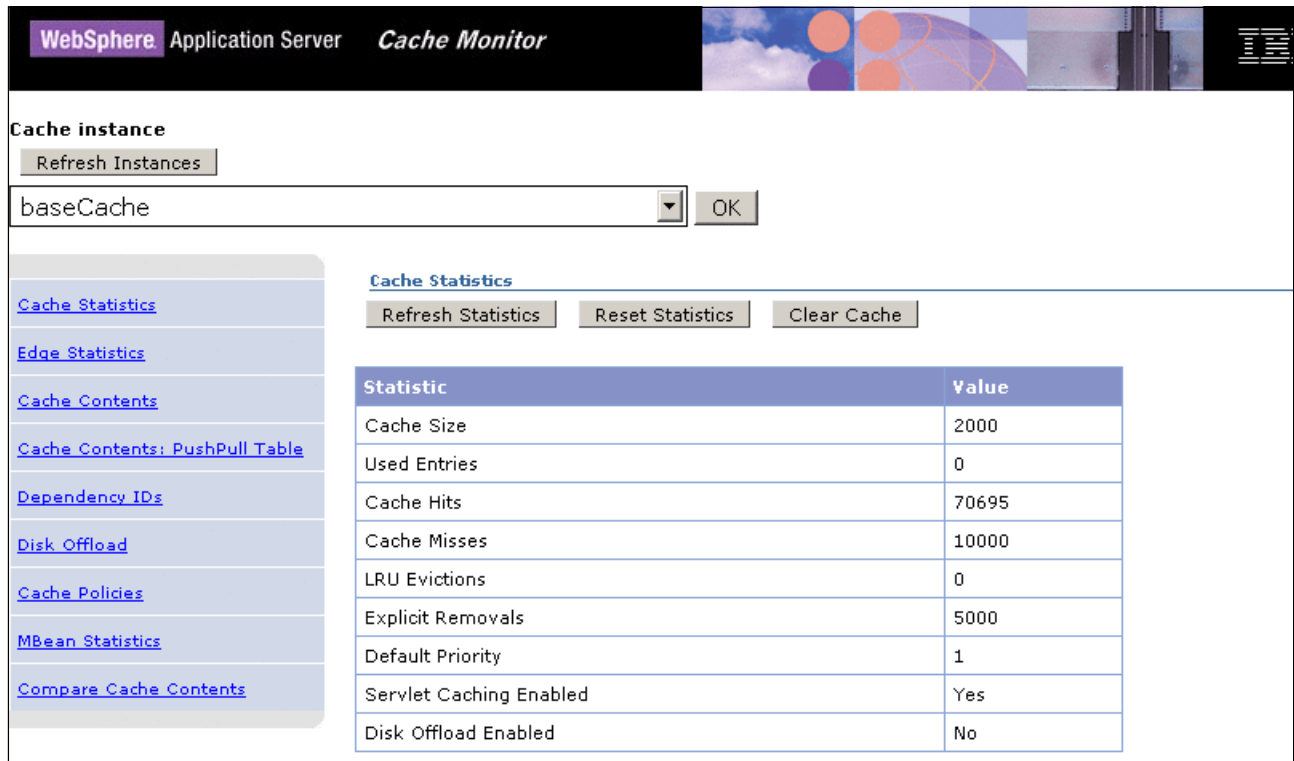 WebSphere Application Server Cache Monitor
Cache instance
Refresh Instances
baseCache OK
Cache Statistics
Edge Statistics
Cache Contents
Cache Contents: PushPull Table
Dependency IDs
Disk Offload
Cache Policies
MBean Statistics
Compare Cache Contents
Cache Statistics
Refresh Statistics Reset Statistics Clear Cache
Statistic Value
Cache Size 2000
Used Entries 0
Cache Hits 70695
Cache Misses 10000
LRU Evictions 0
Explicit Removals 5000
Default Priority 1
Servlet Caching Enabled Yes
Disk Offload Enabled No